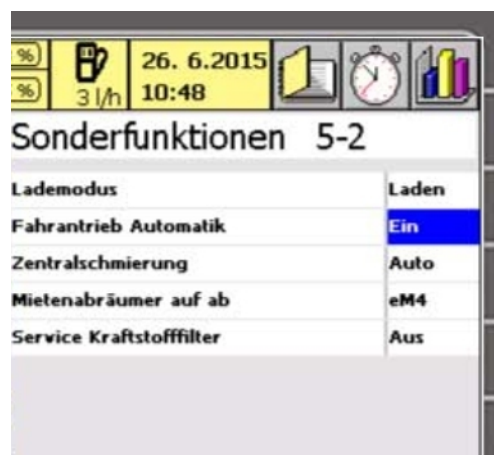 %)
%)
3 l/h
26. 6.2015
10:48
Sonderfunktionen 5-2
Lademodus Laden
Fahrantrieb Automatik Ein
Zentralschmierung Auto
Mietenabräumer auf ab eM4
Service Kraftstofffilter Aus